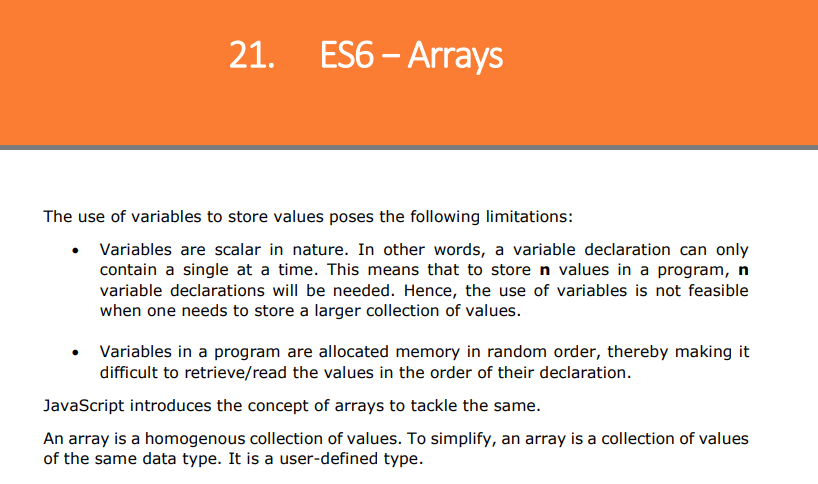 21. ES6 – Arrays
The use of variables to store values poses the following limitations:
• Variables are scalar in nature. In other words, a variable declaration can only
contain a single at a time. This means that to store n values in a program, n
variable declarations will be needed. Hence, the use of variables is not feasible
when one needs to store a larger collection of values.
• Variables in a program are allocated memory in random order, thereby making it
difficult to retrieve/read the values in the order of their declaration.
JavaScript introduces the concept of arrays to tackle the same.
An array is a homogenous collection of values. To simplify, an array is a collection of values
of the same data type. It is a user-defined type.